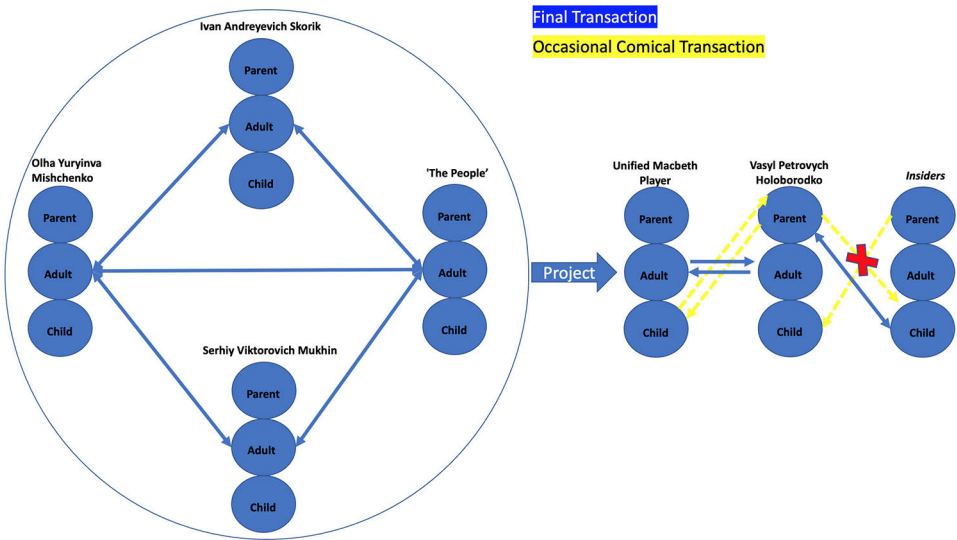 Final Transaction
Occasional Comical Transaction
Ivan Andreyevich Skorik
Parent
Adult
Child
Olha Yuryinva
Mishchenko
Parent
Adult
Child
'The People’
Parent
Adult
Child
Serhiy Viktorovich Mukhin
Parent
Adult
Child
Project
Unified Macbeth
Player
Parent
Adult
Child
Vasyl Petrovych
Holoborodko
Parent
Adult
Child
Insiders
Parent
Adult
Child